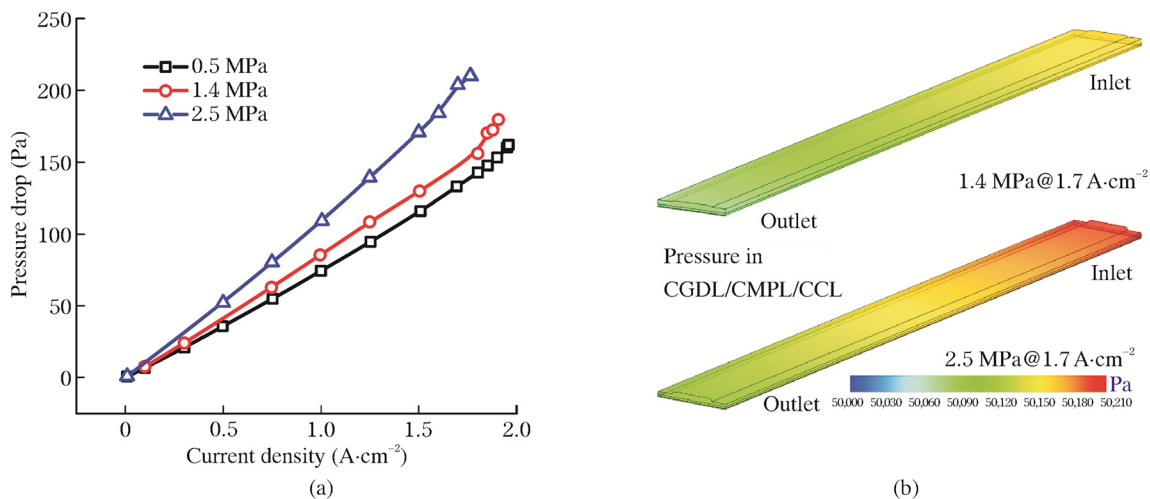 250
200
150
100
50
0
Pressure drop (Pa)
0.5 MPa
1.4 MPa
2.5 MPa
0 0.5 1.0 1.5 2.0
Current density (A·cm⁻²)
(a)
Inlet
1.4 MPa@1.7 A·cm⁻²
Outlet
Pressure in
CGDL/CMPL/CCL
Inlet
2.5 MPa@1.7 A·cm⁻²
Outlet
Pa
50,000 50,030 50,060 50,090 50,120 50,150 50,180 50,210
(b)